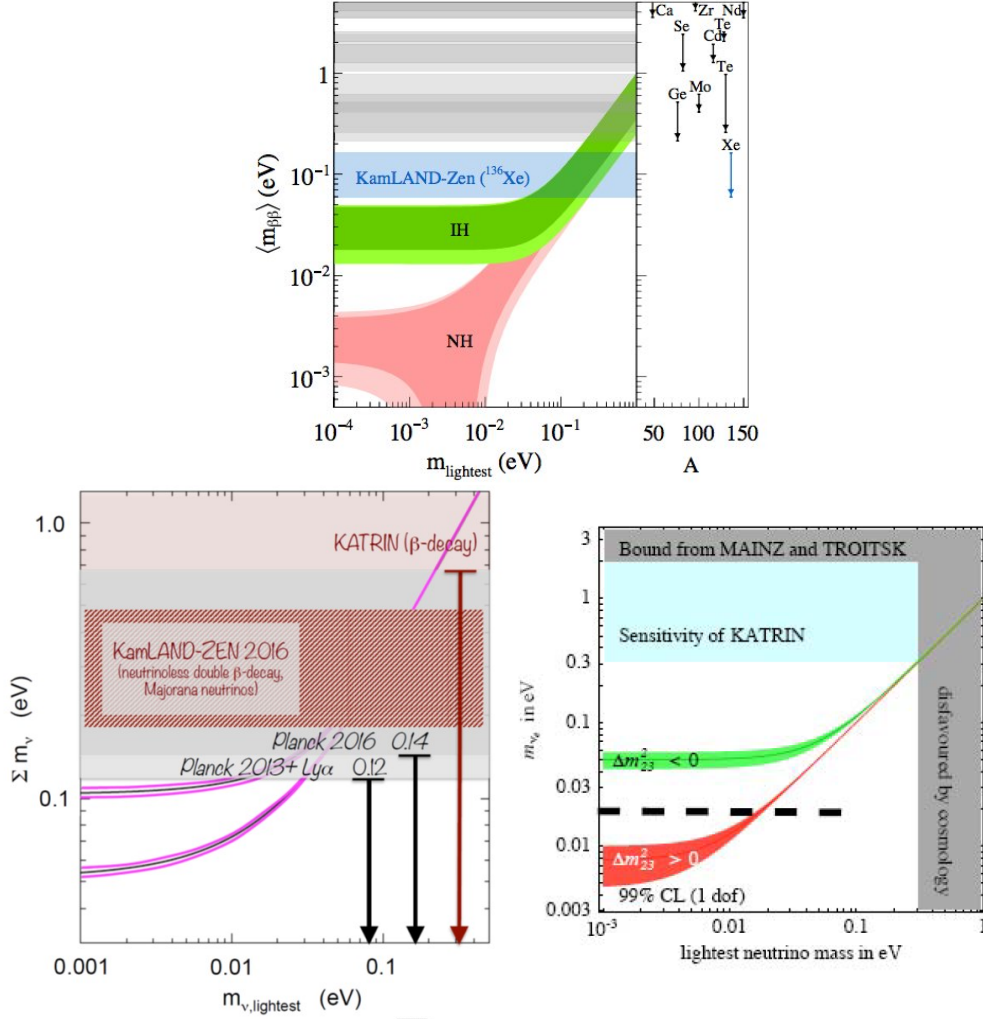 Ca Zr Nd
Se Te
Cd
Te
Ge Mo
Xe
1
10⁻¹
10⁻²
10⁻³
⟨m_ββ⟩ (eV)
KamLAND-Zen (¹³⁶Xe)
IH
NH
10⁻⁴ 10⁻³ 10⁻² 10⁻¹ 50 100 150
m_lightest (eV) A
1.0
0.1
Σ m_ν (eV)
KATRIN (β-decay)
KamLAND-ZEN 2016
(neutrinoless double β-decay,
Majorana neutrinos)
Planck 2016 0.14
Planck 2013+ Lyα 0.12
0.001 0.01 0.1
m_ν,lightest (eV)
3
1
0.3
0.1
0.03
0.01
0.003
m_νe in eV
Bound from MAINZ and TROITSK
Sensitivity of KATRIN
disfavoured by cosmology
Δm²₂₃ < 0
Δm²₂₃ > 0
99% CL (1 dof)
10⁻³ 0.01 0.1 1
lightest neutrino mass in eV